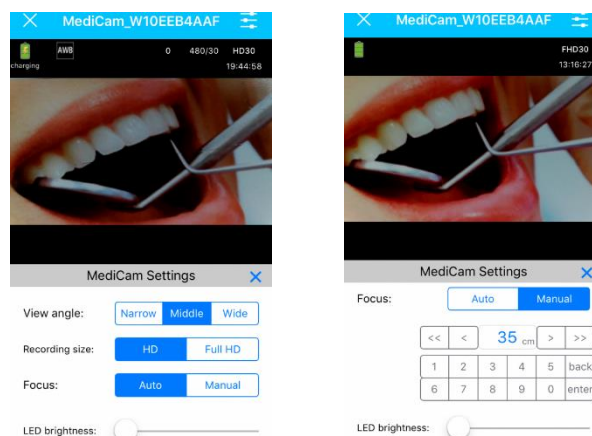 MediCam_W10EEB4AAF
AWB 0 480/30 HD30
charging 19:44:58
MediCam Settings
View angle: Narrow Middle Wide
Recording size: HD Full HD
Focus: Auto Manual
LED brightness:
MediCam_W10EEB4AAF
FHD30
13:16:27
MediCam Settings
Focus: Auto Manual
<< < 35 cm > >>
1 2 3 4 5 back
6 7 8 9 0 enter
LED brightness: